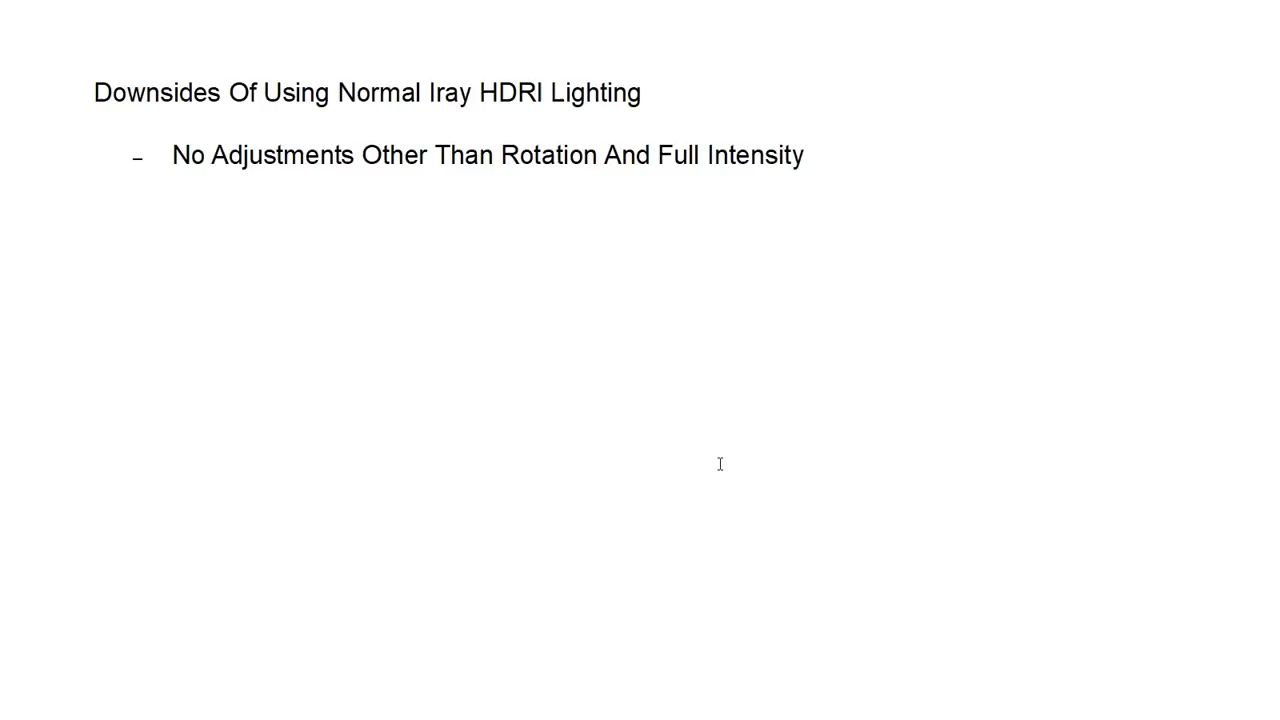 Downsides Of Using Normal Iray HDRI Lighting
– No Adjustments Other Than Rotation And Full Intensity